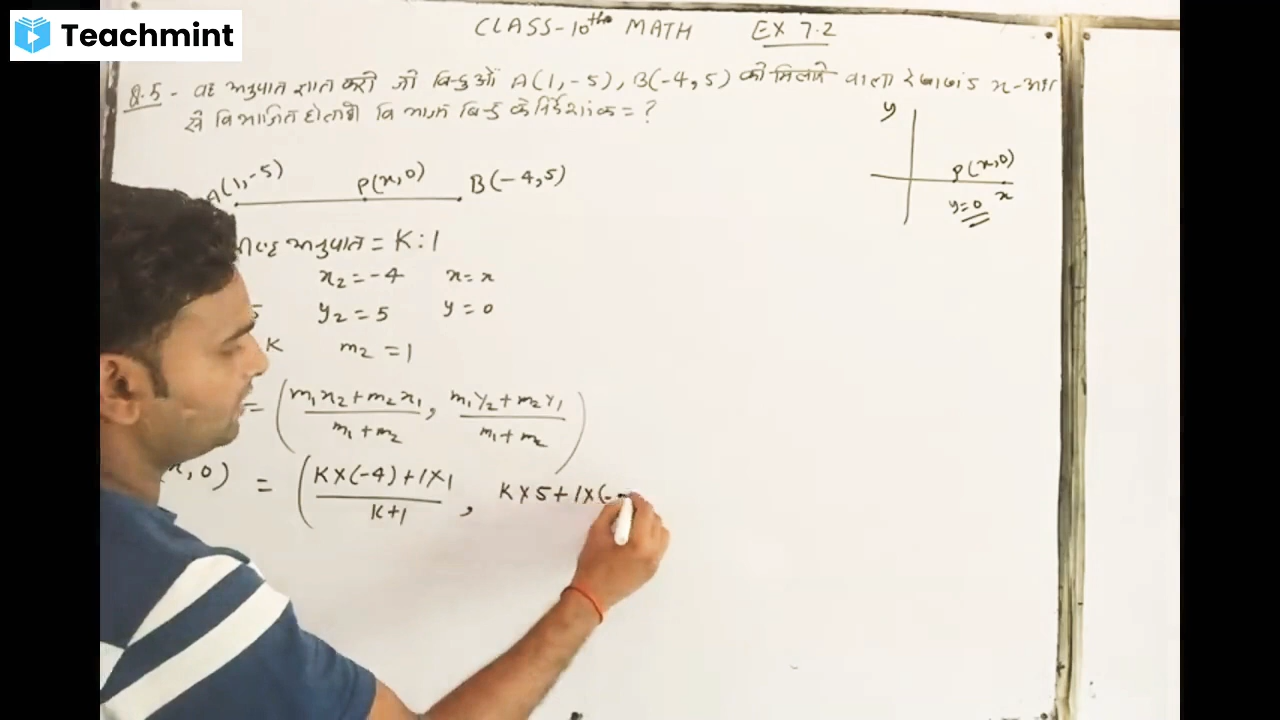 Teachmint
CLASS-10th MATH EX 7.2
Q.5 - वह अनुपात ज्ञात करो जो बिन्दुओं A(1,-5), B(-4,5) को मिलाने वाला रेखाखंड x-अक्ष
से विभाजित होता है विभाजन बिन्दु के निर्देशांक = ?
y
P(x,0)
y=0 x
A(1,-5) P(x,0) B(-4,5)
अनुपात = K:1
x2 = -4 x = x
5 y2 = 5 y = 0
K m2 = 1
= (m1x2+m2x1/m1+m2, m1y2+m2y1/m1+m2)
x,0) = (K×(-4)+1×1/K+1, K×5+1×(-